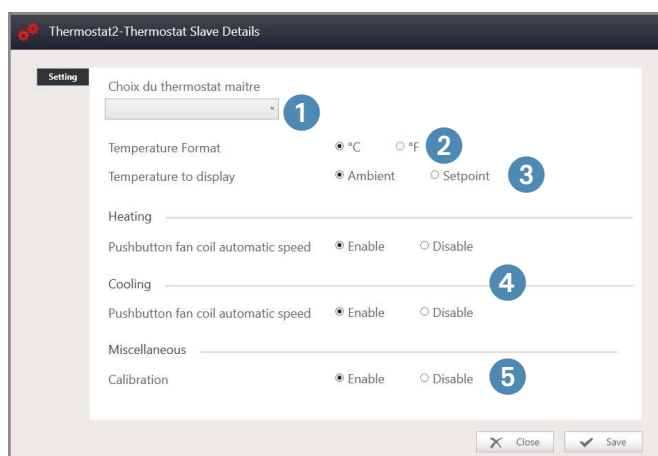 Thermostat2-Thermostat Slave Details
Setting
Choix du thermostat maitre
1
Temperature Format °C °F 2
Temperature to display Ambient Setpoint 3
Heating
Pushbutton fan coil automatic speed Enable Disable
4
Cooling
Pushbutton fan coil automatic speed Enable Disable
Miscellaneous
Calibration Enable Disable 5
Close Save